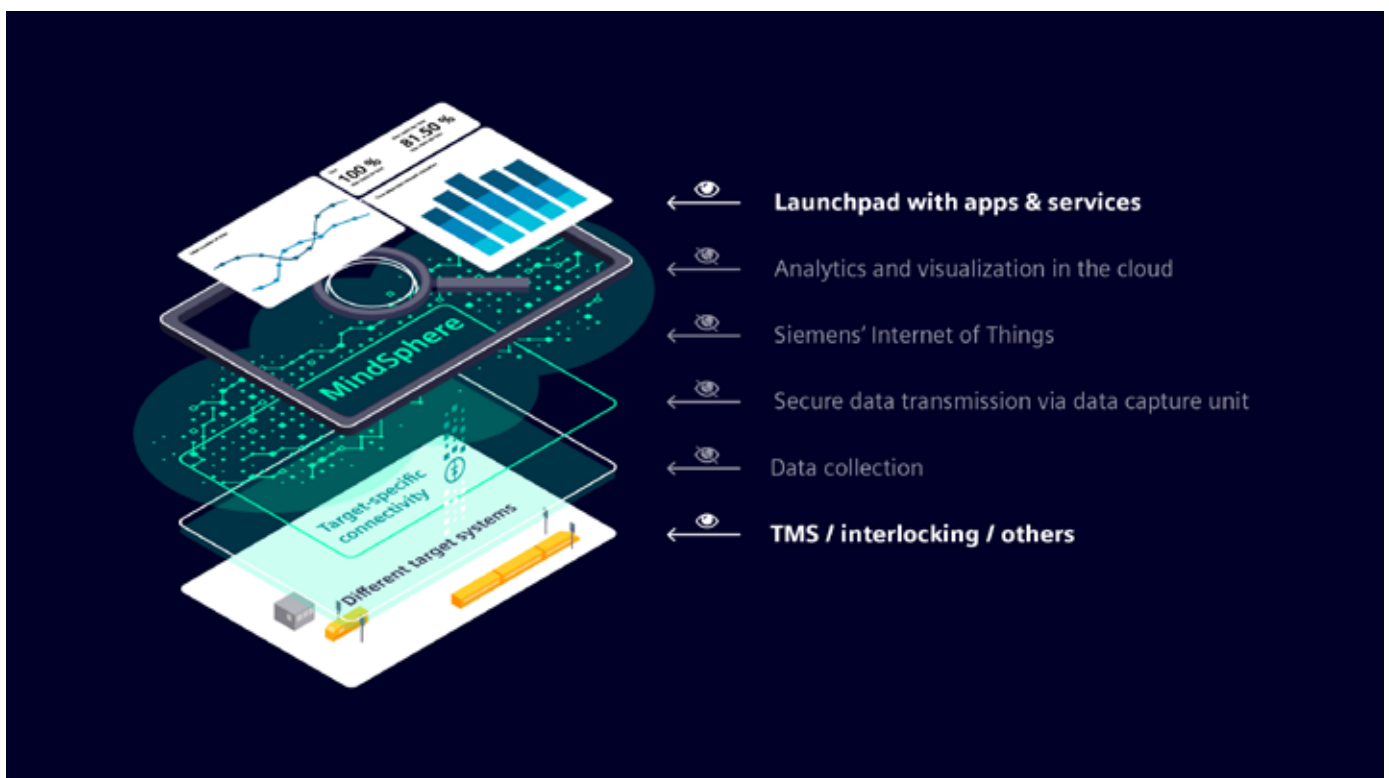 81.50 %
100 %
Launchpad with apps & services
Analytics and visualization in the cloud
Siemens’ Internet of Things
Secure data transmission via data capture unit
Data collection
TMS / interlocking / others
MindSphere
Target-specific
connectivity
Different target systems